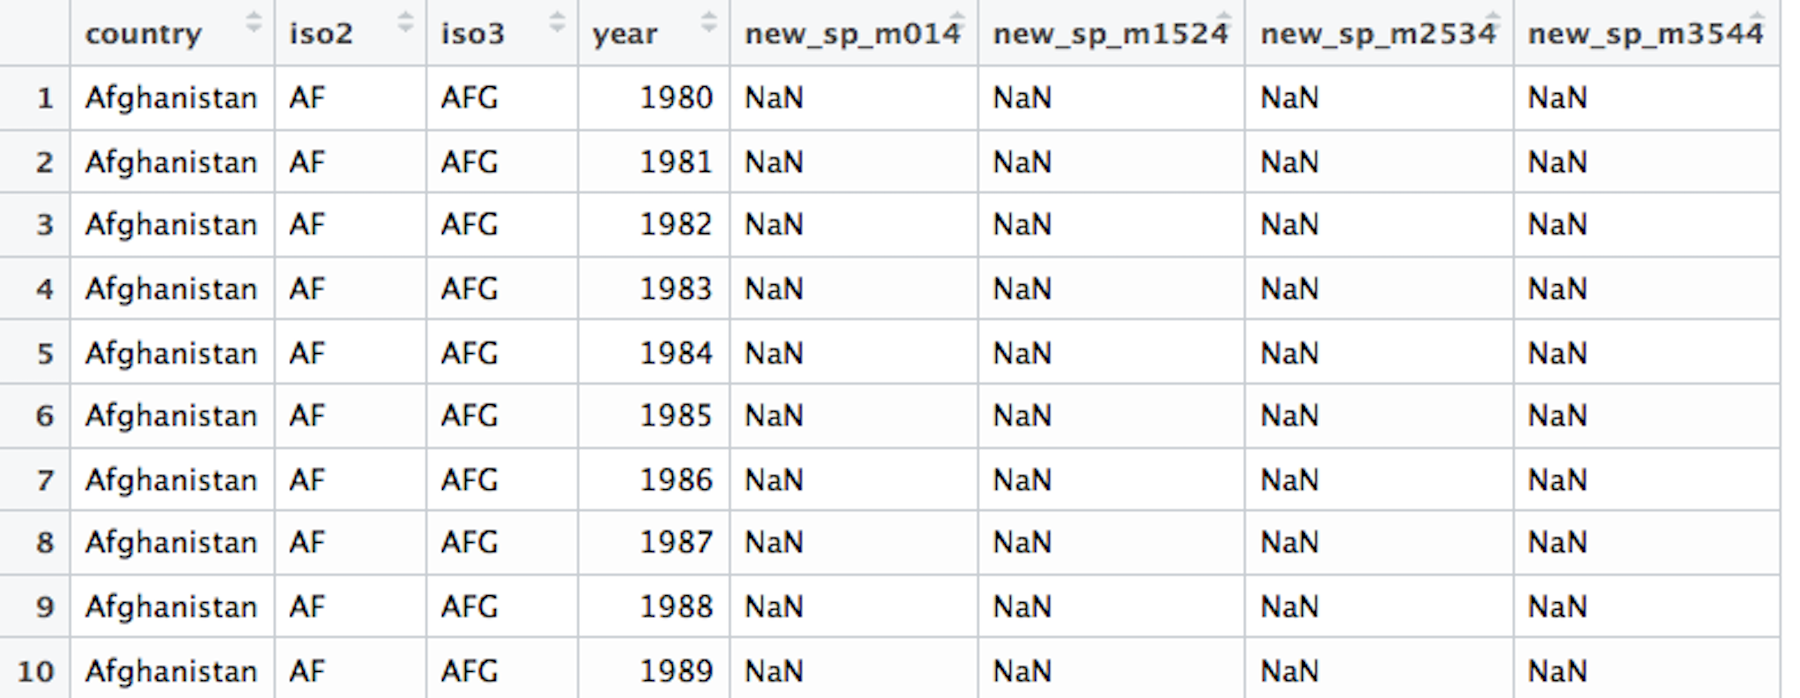 country iso2 iso3 year new_sp_m014 new_sp_m1524 new_sp_m2534 new_sp_m3544
1 Afghanistan AF AFG 1980 NaN NaN NaN NaN
2 Afghanistan AF AFG 1981 NaN NaN NaN NaN
3 Afghanistan AF AFG 1982 NaN NaN NaN NaN
4 Afghanistan AF AFG 1983 NaN NaN NaN NaN
5 Afghanistan AF AFG 1984 NaN NaN NaN NaN
6 Afghanistan AF AFG 1985 NaN NaN NaN NaN
7 Afghanistan AF AFG 1986 NaN NaN NaN NaN
8 Afghanistan AF AFG 1987 NaN NaN NaN NaN
9 Afghanistan AF AFG 1988 NaN NaN NaN NaN
10 Afghanistan AF AFG 1989 NaN NaN NaN NaN